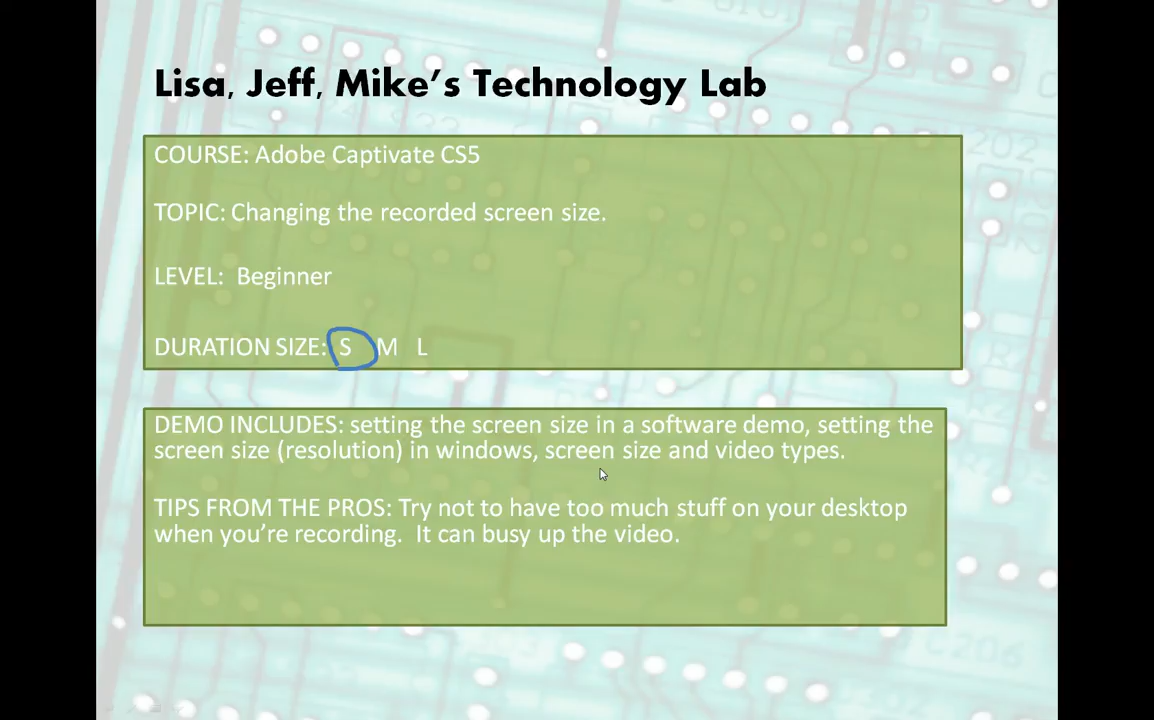 Lisa, Jeff, Mike's Technology Lab
COURSE: Adobe Captivate CS5
TOPIC: Changing the recorded screen size.
LEVEL: Beginner
DURATION SIZE: S M L
DEMO INCLUDES: setting the screen size in a software demo, setting the
screen size (resolution) in windows, screen size and video types.
TIPS FROM THE PROS: Try not to have too much stuff on your desktop
when you're recording. It can busy up the video.
202
C206